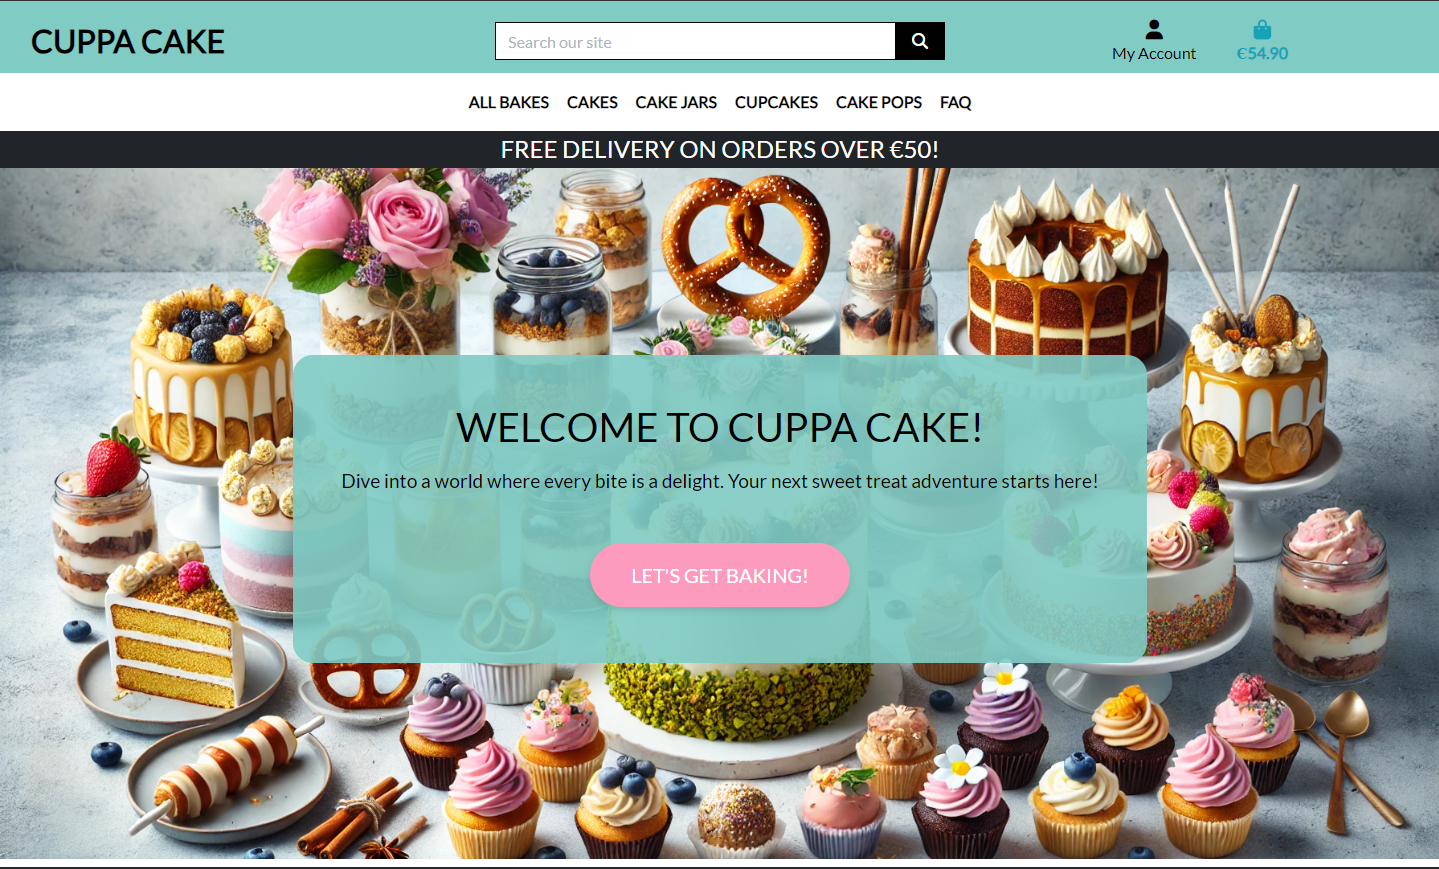 CUPPA CAKE
Search our site
My Account
€54.90
ALL BAKES CAKES CAKE JARS CUPCAKES CAKE POPS FAQ
FREE DELIVERY ON ORDERS OVER €50!
WELCOME TO CUPPA CAKE!
Dive into a world where every bite is a delight. Your next sweet treat adventure starts here!
LET'S GET BAKING!